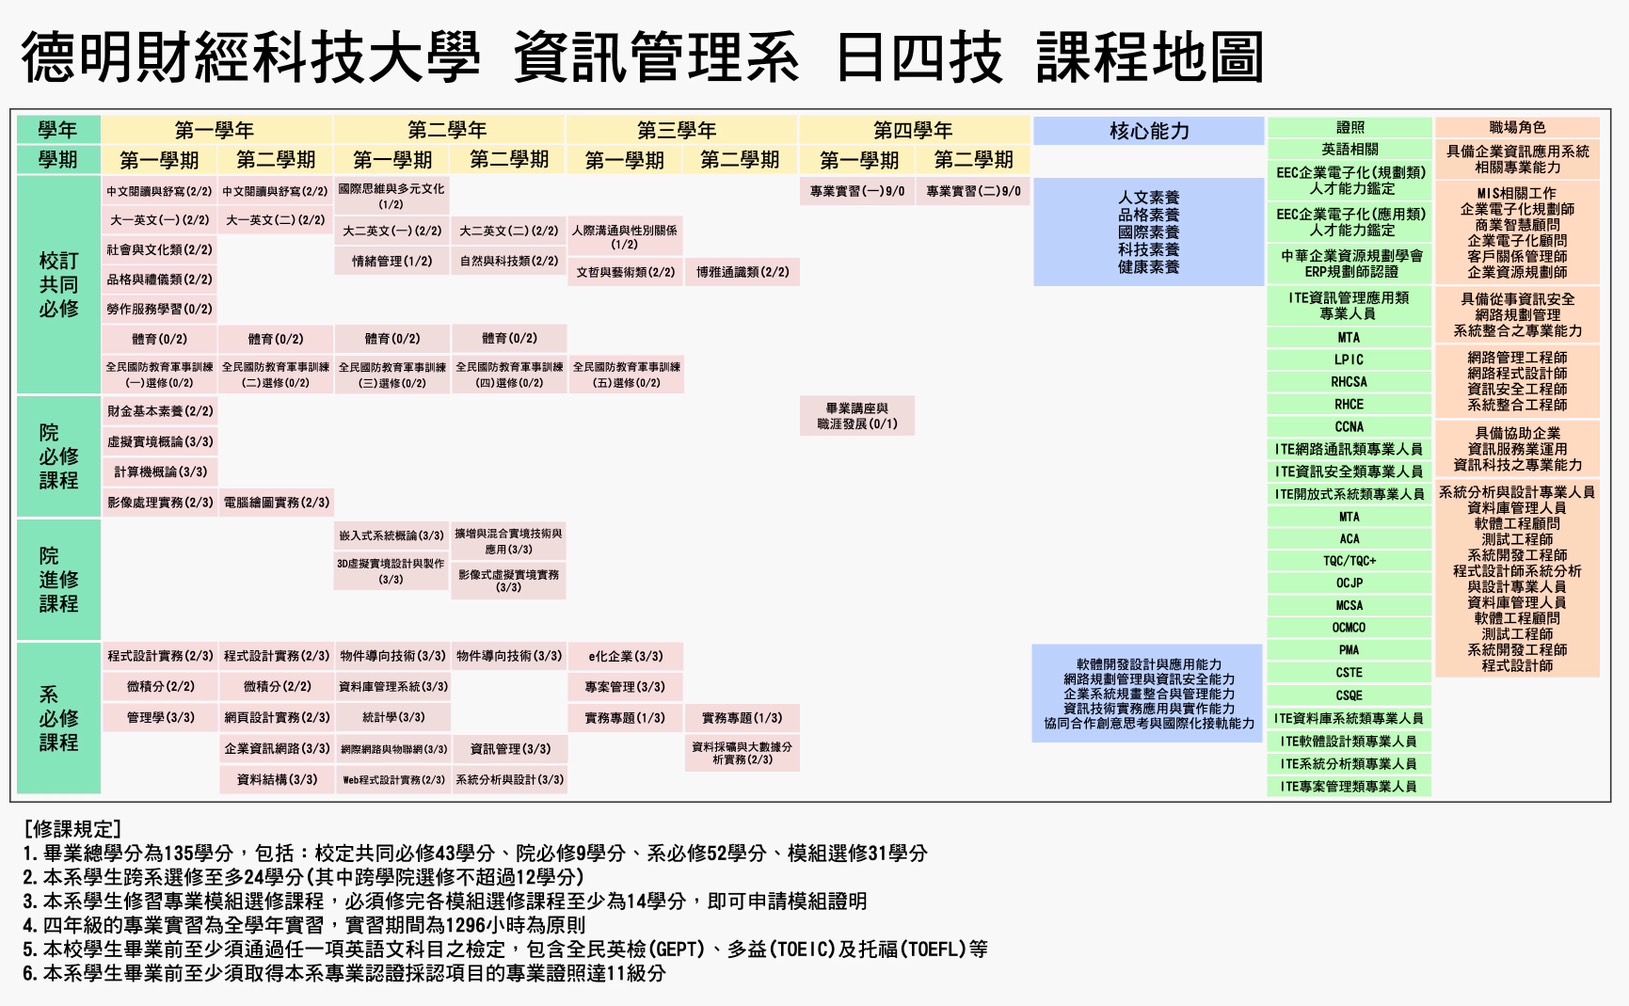 德明財經科技大學 資訊管理系 日四技 課程地圖
學年 第一學年 第二學年 第三學年 第四學年 核心能力 證照 職場角色
學期 第一學期 第二學期 第一學期 第二學期 第一學期 第二學期 第一學期 第二學期
校訂
共同
必修
中文閱讀與舒寫(2/2) 中文閱讀與舒寫(2/2) 國際思維與多元文化
(1/2)
專業實習(一)9/0 專業實習(二)9/0
大一英文(一)(2/2) 大一英文(二)(2/2) 大二英文(一)(2/2) 大二英文(二)(2/2) 人際溝通與性別關係
(1/2)
社會與文化類(2/2) 情緒管理(1/2) 自然與科技類(2/2) 文哲與藝術類(2/2) 博雅通識類(2/2)
品格與禮儀類(2/2)
勞作服務學習(0/2)
體育(0/2) 體育(0/2) 體育(0/2) 體育(0/2)
全民國防教育軍事訓練
(一)選修(0/2)
全民國防教育軍事訓練
(二)選修(0/2)
全民國防教育軍事訓練
(三)選修(0/2)
全民國防教育軍事訓練
(四)選修(0/2)
全民國防教育軍事訓練
(五)選修(0/2)
院
必修
課程
財金基本素養(2/2) 畢業講座與
職涯發展(0/1)
虛擬實境概論(3/3)
計算機概論(3/3)
影像處理實務(2/3) 電腦繪圖實務(2/3)
院
進修
課程
嵌入式系統概論(3/3) 擴增與混合實境技術與
應用(3/3)
3D虛擬實境設計與製作
(3/3)
影像式虛擬實境實務
(3/3)
系
必修
課程
程式設計實務(2/3) 程式設計實務(2/3) 物件導向技術(3/3) 物件導向技術(3/3) e化企業(3/3)
微積分(2/2) 微積分(2/2) 資料庫管理系統(3/3) 專案管理(3/3)
管理學(3/3) 網頁設計實務(2/3) 統計學(3/3) 實務專題(1/3) 實務專題(1/3)
企業資訊網路(3/3) 網際網路與物聯網(3/3) 資訊管理(3/3) 資料採礦與大數據分
析實務(2/3)
資料結構(3/3) Web程式設計實務(2/3) 系統分析與設計(3/3)
人文素養
品格素養
國際素養
科技素養
健康素養
軟體開發設計與應用能力
網路規劃管理與資訊安全能力
企業系統規畫整合與管理能力
資訊技術實務應用與實作能力
協同合作創意思考與國際化接軌能力
英語相關
EEC企業電子化(規劃類)
人才能力鑑定
EEC企業電子化(應用類)
人才能力鑑定
中華企業資源規劃學會
ERP規劃師認證
ITE資訊管理應用類
專業人員
MTA
LPIC
RHCSA
RHCE
CCNA
ITE網路通訊類專業人員
ITE資訊安全類專業人員
ITE開放式系統類專業人員
MTA
ACA
TQC/TQC+
OCJP
MCSA
OCMCO
PMA
CSTE
CSQE
ITE資料庫系統類專業人員
ITE軟體設計類專業人員
ITE系統分析類專業人員
ITE專案管理類專業人員
具備企業資訊應用系統
相關專業能力
MIS相關工作
企業電子化規劃師
商業智慧顧問
企業電子化顧問
客戶關係管理師
企業資源規劃師
具備從事資訊安全
網路規劃管理
系統整合之專業能力
網路管理工程師
網路程式設計師
資訊安全工程師
系統整合工程師
具備協助企業
資訊服務業運用
資訊科技之專業能力
系統分析與設計專業人員
資料庫管理人員
軟體工程顧問
測試工程師
系統開發工程師
程式設計師系統分析
與設計專業人員
資料庫管理人員
軟體工程顧問
測試工程師
系統開發工程師
程式設計師
[修課規定]
1. 畢業總學分為135學分，包括：校定共同必修43學分、院必修9學分、系必修52學分、模組選修31學分
2. 本系學生跨系選修至多24學分(其中跨學院選修不超過12學分)
3. 本系學生修習專業模組選修課程，必須修完各模組選修課程至少為14學分，即可申請模組證明
4. 四年級的專業實習為全學年實習，實習期間為1296小時為原則
5. 本校學生畢業前至少須通過任一項英語文科目之檢定，包含全民英檢(GEPT)、多益(TOEIC)及托福(TOEFL)等
6. 本系學生畢業前至少須取得本系專業認證採認項目的專業證照達11級分